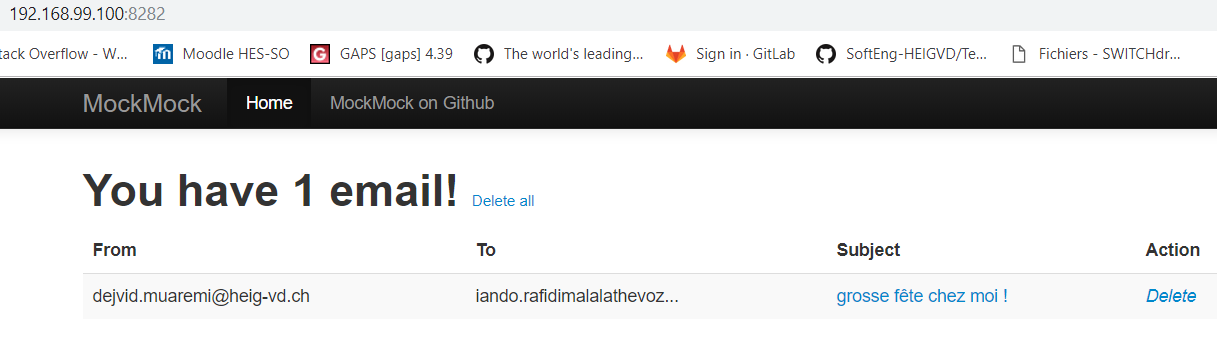 192.168.99.100:8282
tack Overflow - W... Moodle HES-SO GAPS [gaps] 4.39 The world's leading... Sign in · GitLab SoftEng-HEIGVD/Te... Fichiers - SWITCHdr...
MockMock Home MockMock on Github
You have 1 email! Delete all
From To Subject Action
dejvid.muaremi@heig-vd.ch iando.rafidimalalathevoz... grosse fête chez moi ! Delete